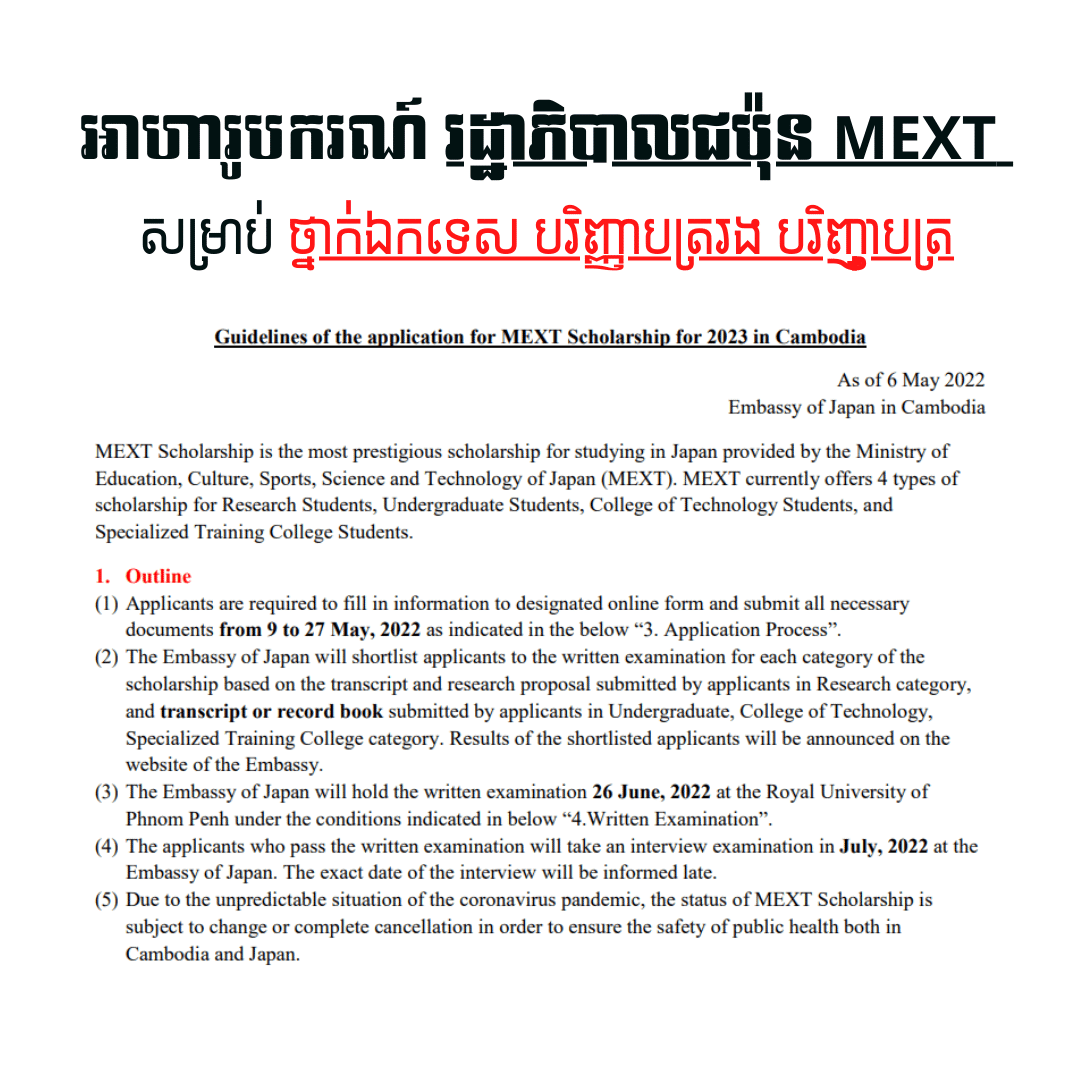 អាហារូបករណ៍ រដ្ឋាភិបាលជប៉ុន MEXT
សម្រាប់ ថ្នាក់ឯកទេស បរិញ្ញាបត្ររង បរិញ្ញាបត្រ
Guidelines of the application for MEXT Scholarship for 2023 in Cambodia
As of 6 May 2022
Embassy of Japan in Cambodia
MEXT Scholarship is the most prestigious scholarship for studying in Japan provided by the Ministry of
Education, Culture, Sports, Science and Technology of Japan (MEXT). MEXT currently offers 4 types of
scholarship for Research Students, Undergraduate Students, College of Technology Students, and
Specialized Training College Students.
1. Outline
(1) Applicants are required to fill in information to designated online form and submit all necessary
documents from 9 to 27 May, 2022 as indicated in the below “3. Application Process”.
(2) The Embassy of Japan will shortlist applicants to the written examination for each category of the
scholarship based on the transcript and research proposal submitted by applicants in Research category,
and transcript or record book submitted by applicants in Undergraduate, College of Technology,
Specialized Training College category. Results of the shortlisted applicants will be announced on the
website of the Embassy.
(3) The Embassy of Japan will hold the written examination 26 June, 2022 at the Royal University of
Phnom Penh under the conditions indicated in below “4.Written Examination”.
(4) The applicants who pass the written examination will take an interview examination in July, 2022 at the
Embassy of Japan. The exact date of the interview will be informed late.
(5) Due to the unpredictable situation of the coronavirus pandemic, the status of MEXT Scholarship is
subject to change or complete cancellation in order to ensure the safety of public health both in
Cambodia and Japan.